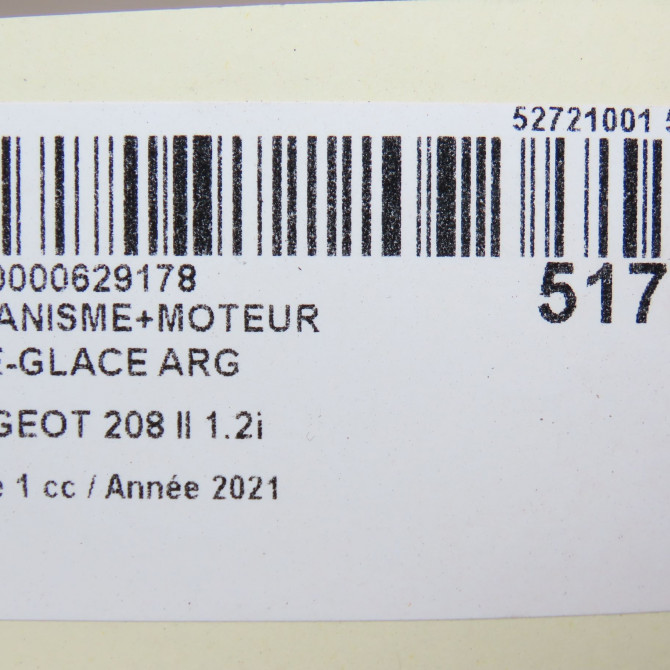 52721001 5
0000629178
517
ANISME+MOTEUR
E-GLACE ARG
GEOT 208 II 1.2i
e 1 cc / Année 2021